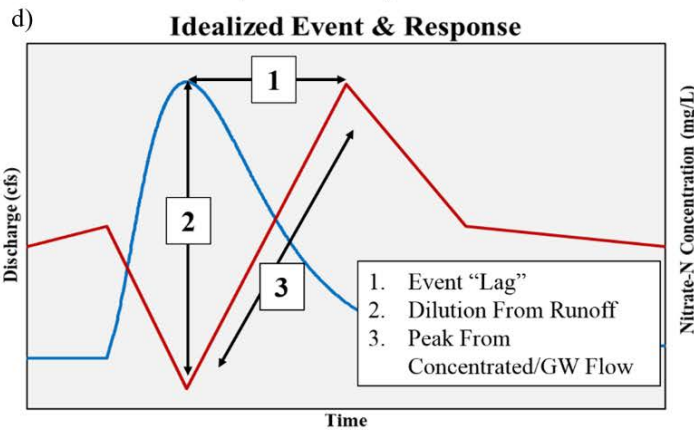 d)
Idealized Event & Response
Discharge (cfs)
1
2
3
1. Event “Lag”
2. Dilution From Runoff
3. Peak From
Concentrated/GW Flow
Nitrate-N Concentration (mg/L)
Time